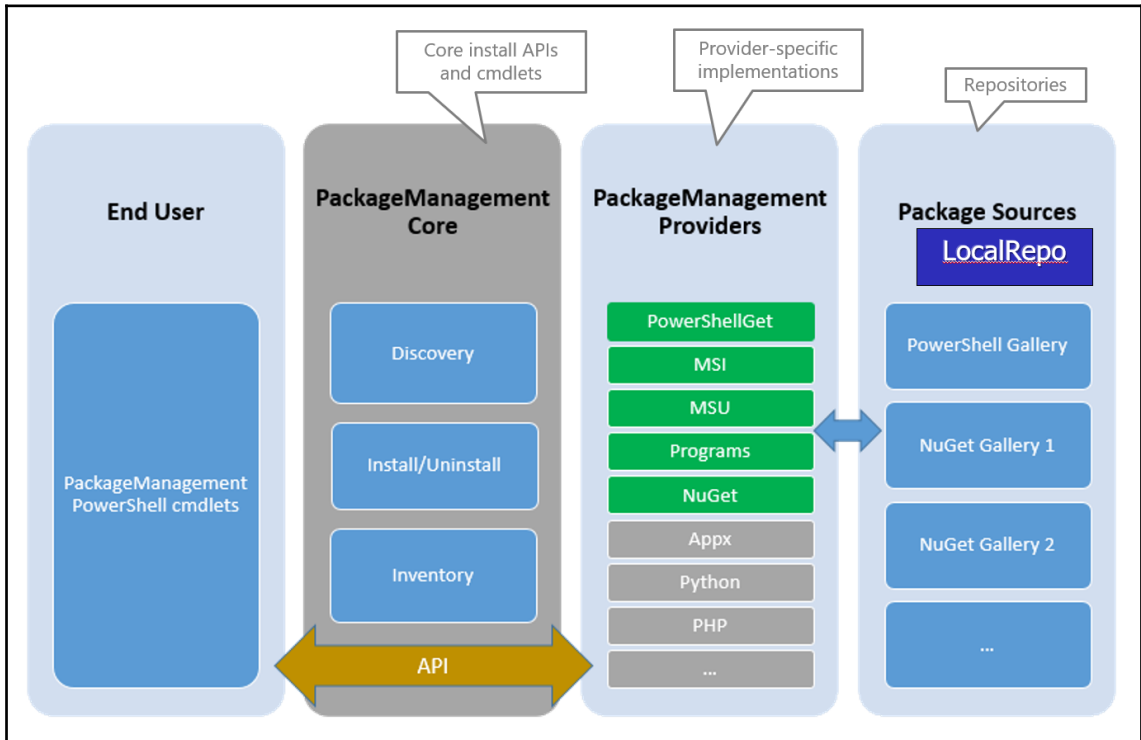 Core install APIs
and cmdlets
Provider-specific
implementations
Repositories
End User
PackageManagement
PowerShell cmdlets
PackageManagement
Core
Discovery
Install/Uninstall
Inventory
API
PackageManagement
Providers
PowerShellGet
MSI
MSU
Programs
NuGet
Appx
Python
PHP
...
Package Sources
LocalRepo
PowerShell Gallery
NuGet Gallery 1
NuGet Gallery 2
...